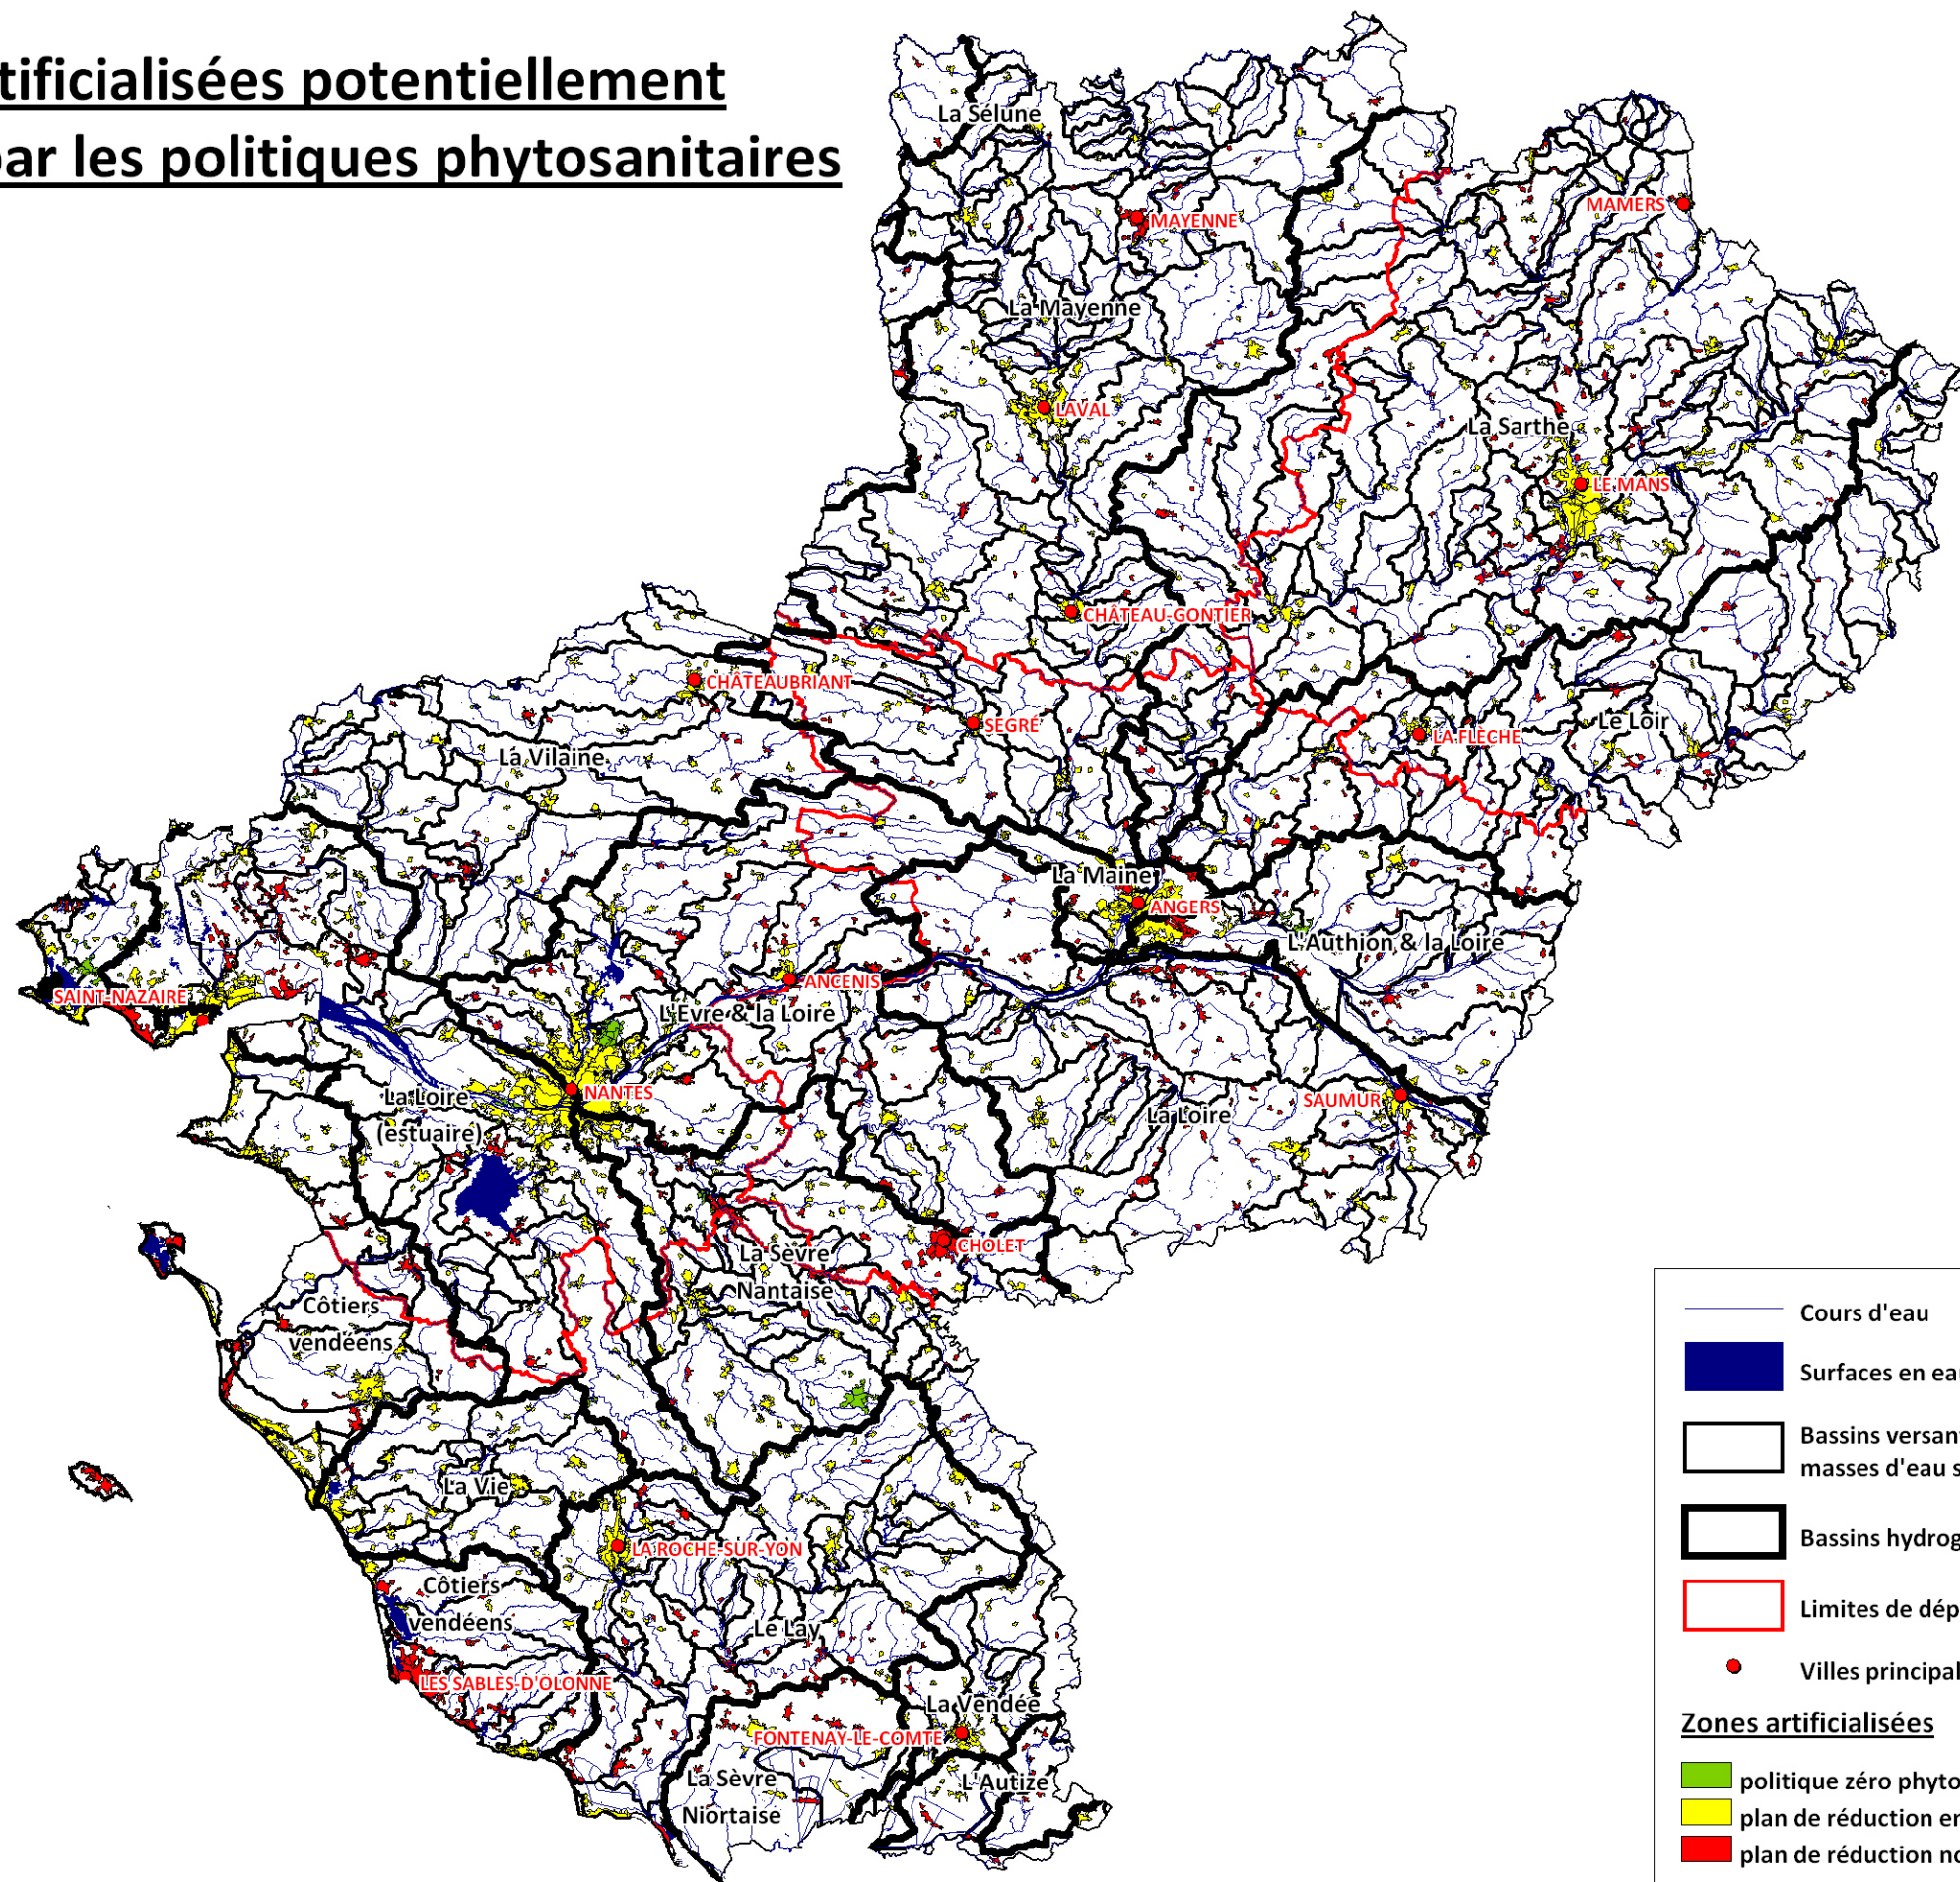 tificialisées potentiellement
par les politiques phytosanitaires
La Sélune
MAYENNE
MAMERS
La Mayenne
LAVAL
La Sarthe
LE MANS
CHÂTEAU-GONTIER
CHÂTEAUBRIANT
SEGRÉ
LA FLECHE
Le Loir
La Vilaine
La Maine
ANGERS
L'Authion & la Loire
SAINT-NAZAIRE
ANCENIS
L'Evre & la Loire
NANTES
La Loire
(estuaire)
La Loire
SAUMUR
La Sèvre
Nantaise
CHOLET
Côtiers
vendéens
La Vie
LA ROCHE-SUR-YON
Côtiers
vendéens
Le Lay
LES SABLES-D'OLONNE
La Vendée
FONTENAY-LE-COMTE
La Sèvre
Niortaise
L'Autize
Cours d'eau
Surfaces en eau
Bassins versan
masses d'eau s
Bassins hydrog
Limites de dép
Villes principal
Zones artificialisées
politique zéro phyto
plan de réduction en
plan de réduction no